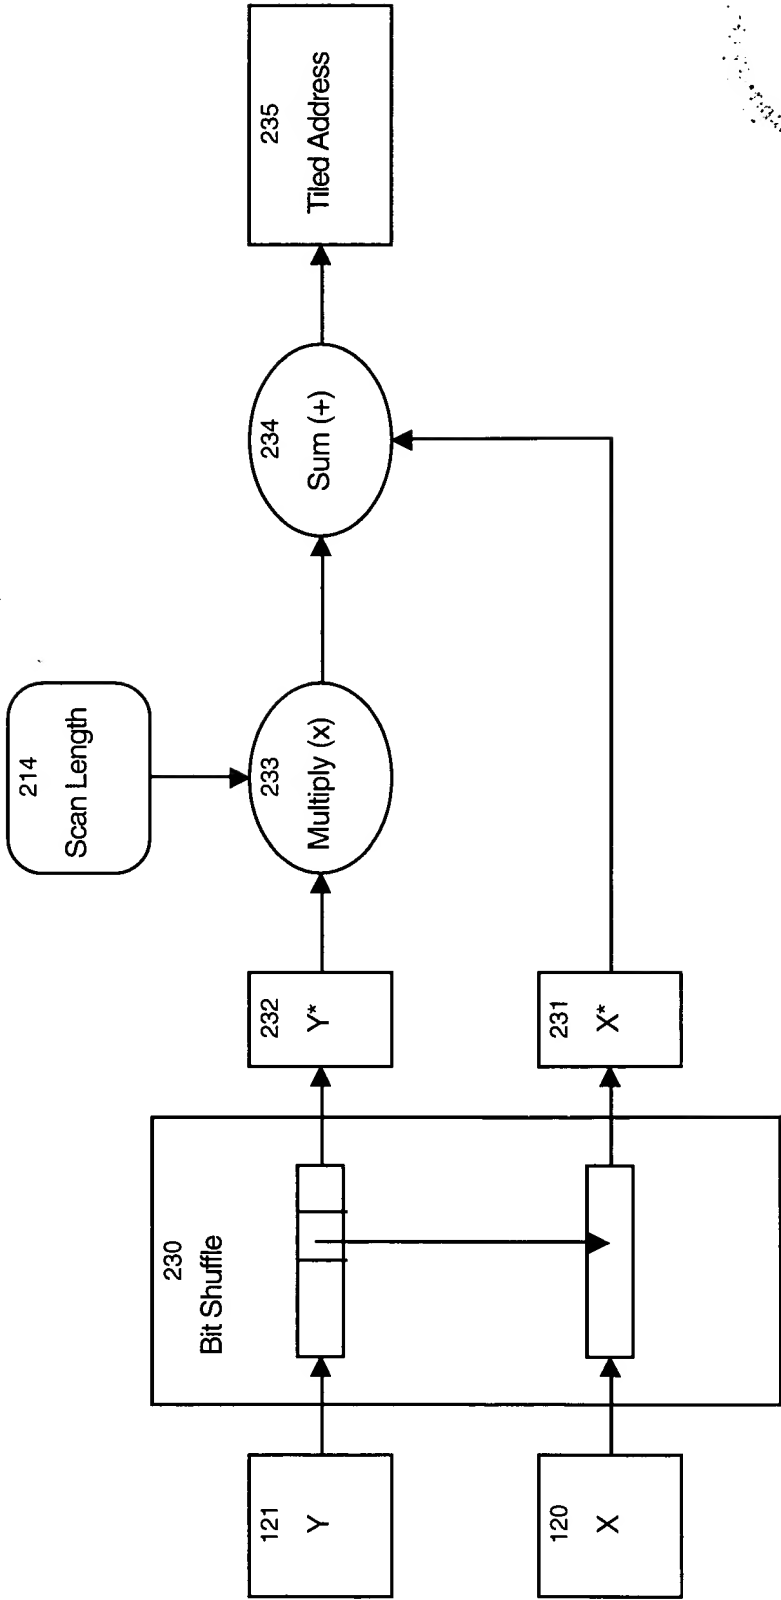 214
Scan Length
121
Y
230
Bit Shuffle
232
Y*
233
Multiply (x)
234
Sum (+)
235
Tiled Address
120
X
231
X*